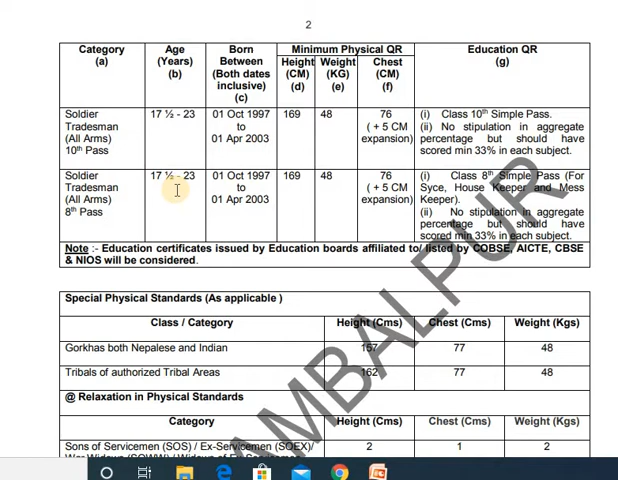 2
Category
(a)
Age
(Years)
(b)
Born
Between
(Both dates
inclusive)
(c)
Minimum Physical QR
Height
(CM)
(d)
Weight
(KG)
(e)
Chest
(CM)
(f)
Education QR
(g)
Soldier
Tradesman
(All Arms)
10th Pass
17 ½ - 23
01 Oct 1997
to
01 Apr 2003
169
48
76
(+ 5 CM
expansion)
(i) Class 10th Simple Pass.
(ii) No stipulation in aggregate
percentage but should have
scored min 33% in each subject.
Soldier
Tradesman
(All Arms)
8th Pass
17 ½ - 23
01 Oct 1997
to
01 Apr 2003
169
48
76
(+ 5 CM
expansion)
(i) Class 8th Simple Pass (For
Syce, House Keeper and Mess
Keeper).
(ii) No stipulation in aggregate
percentage but should have
scored min 33% in each subject.
Note :- Education certificates issued by Education boards affiliated to/ listed by COBSE, AICTE, CBSE
& NIOS will be considered.
Special Physical Standards (As applicable )
Class / Category Height (Cms) Chest (Cms) Weight (Kgs)
Gorkhas both Nepalese and Indian 157 77 48
Tribals of authorized Tribal Areas 162 77 48
@ Relaxation in Physical Standards
Category Height (Cms) Chest (Cms) Weight (Kgs)
Sons of Servicemen (SOS) / Ex-Servicemen (SOEX)/ 2 1 2
AMBALPUR